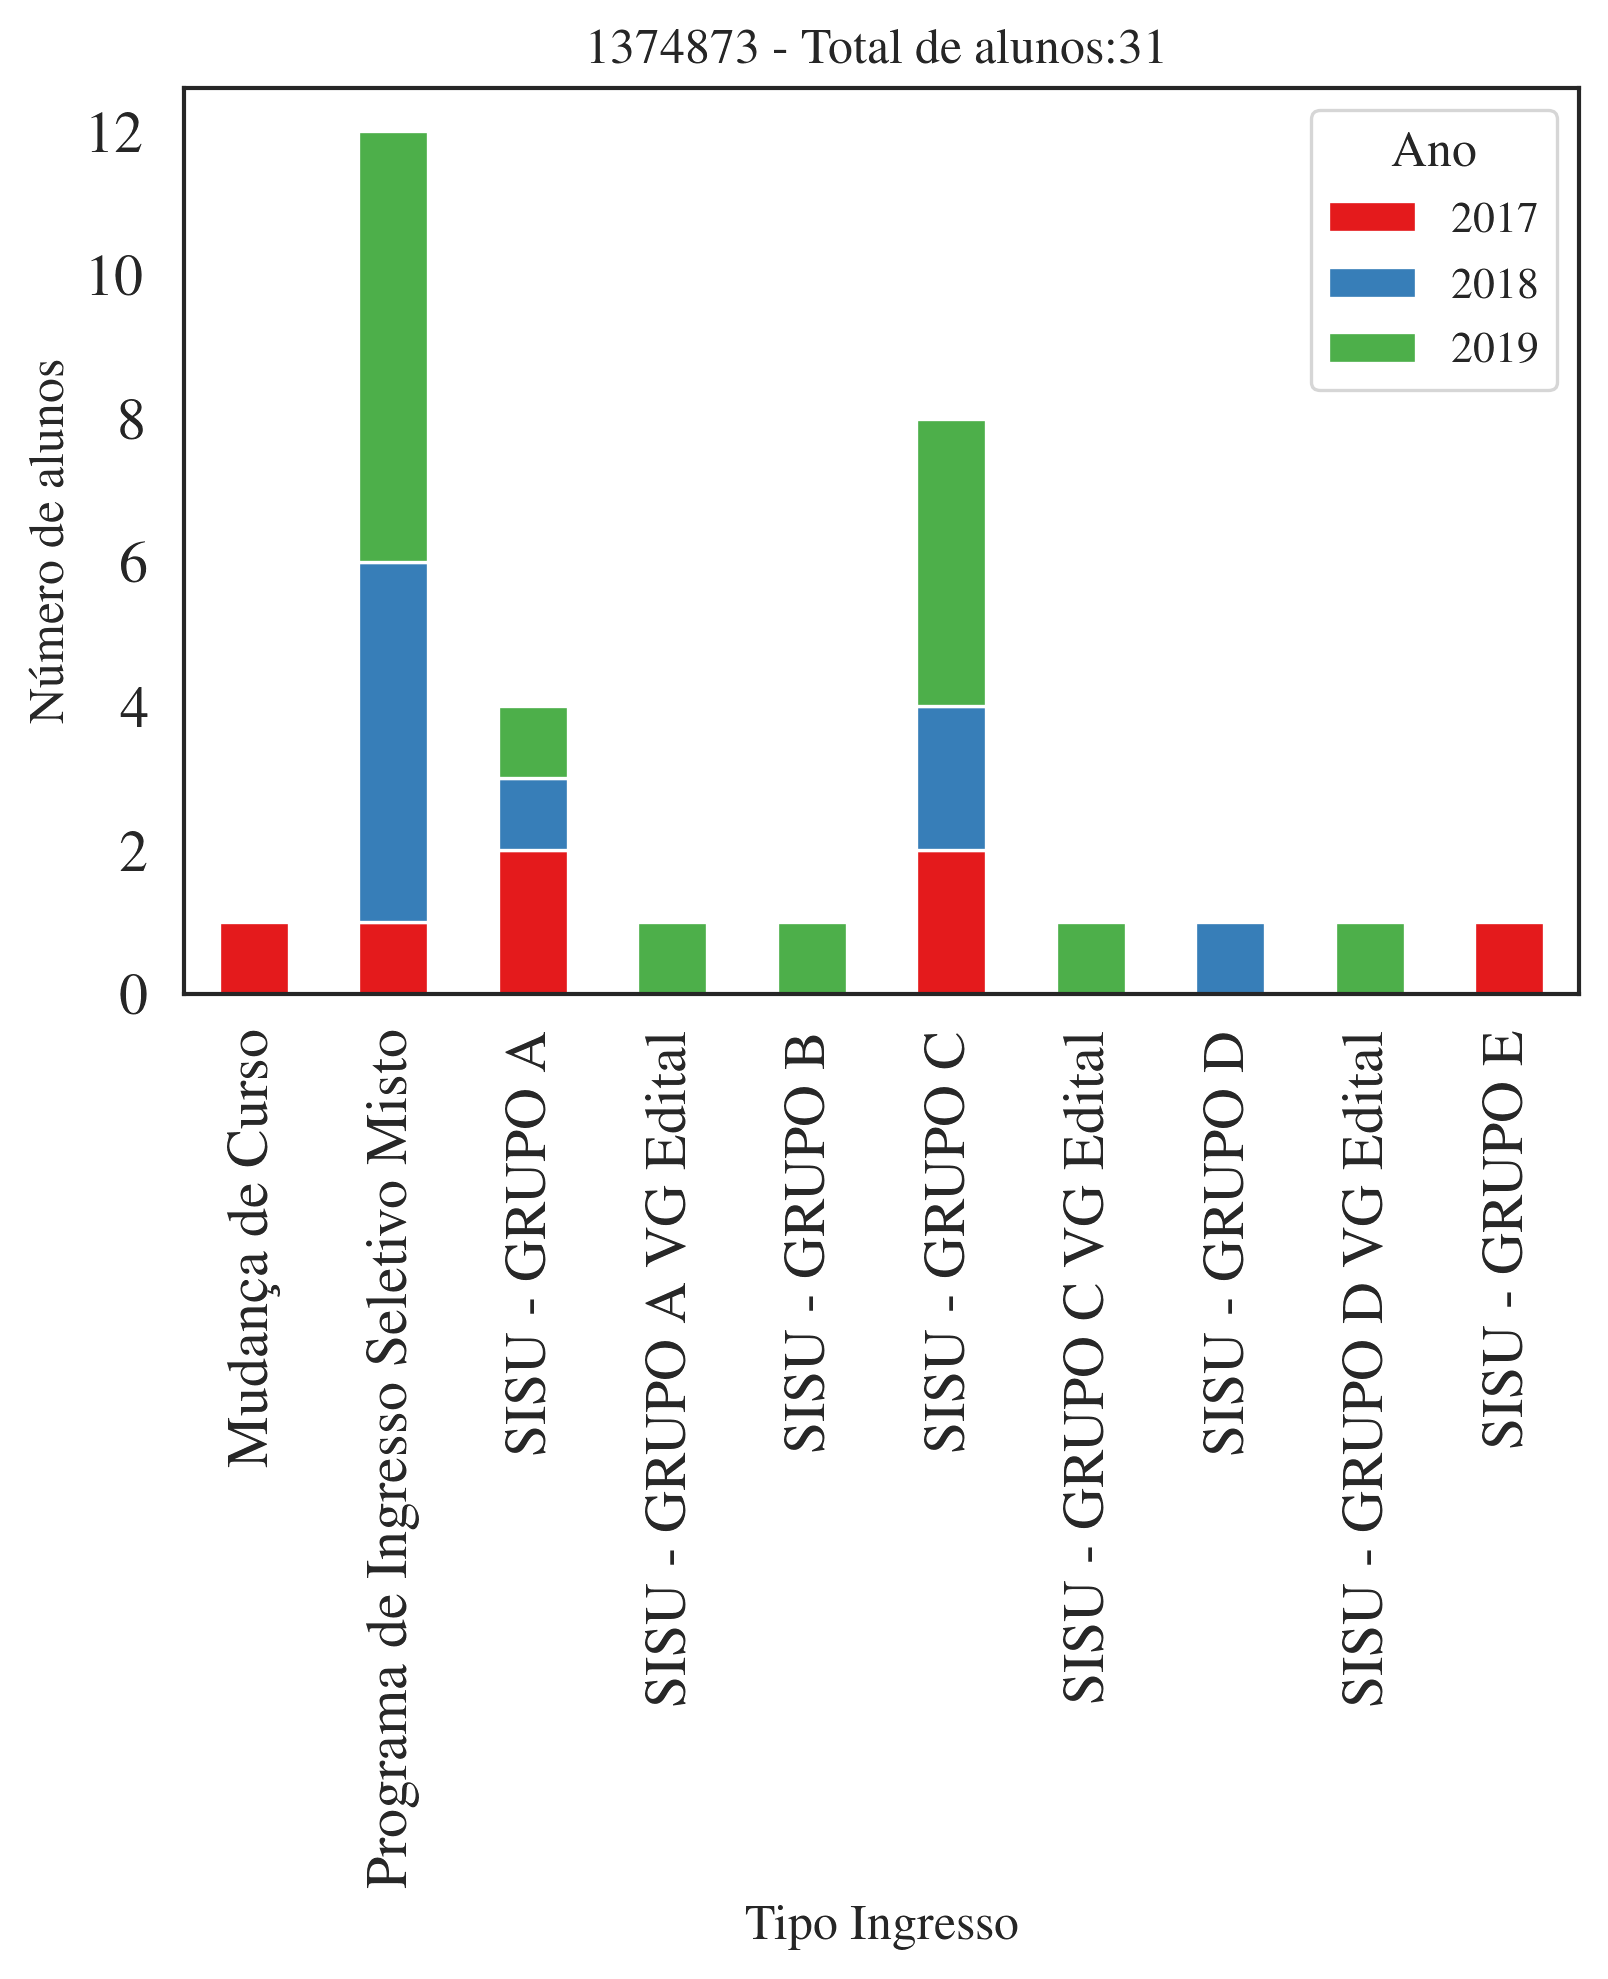 1374873 - Total de alunos:31
Número de alunos
12
10
8
6
4
2
0
Ano
2017
2018
2019
Mudança de Curso
Programa de Ingresso Seletivo Misto
SISU - GRUPO A
SISU - GRUPO A VG Edital
SISU - GRUPO B
SISU - GRUPO C
SISU - GRUPO C VG Edital
SISU - GRUPO D
SISU - GRUPO D VG Edital
SISU - GRUPO E
Tipo Ingresso